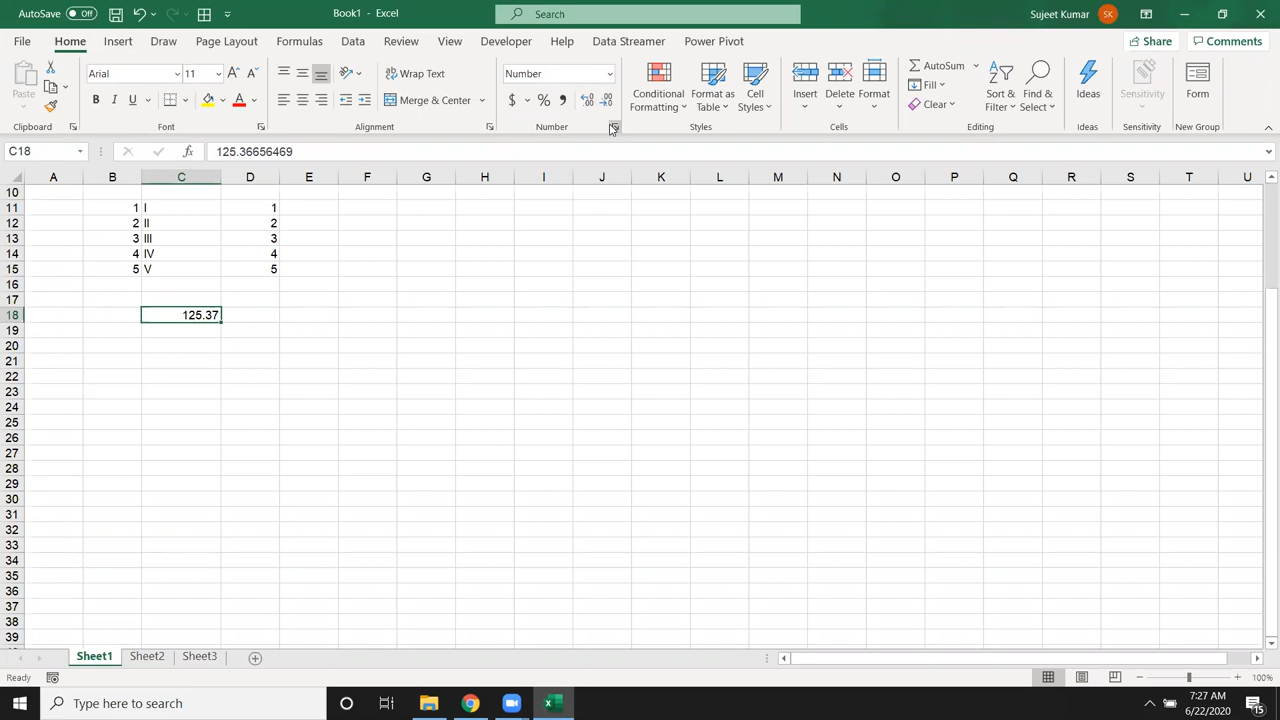 AutoSave Off Book1 - Excel Search Sujeet Kumar SK
File Home Insert Draw Page Layout Formulas Data Review View Developer Help Data Streamer Power Pivot Share Comments
Paste Arial 11 A A Wrap Text Number Conditional Formatting Format as Table Cell Styles Insert Delete Format AutoSum Fill Clear Sort & Filter Find & Select Ideas Sensitivity Form
B I U A Merge & Center $ % ,
Clipboard Font Alignment Number Styles Cells Editing Ideas Sensitivity New Group
C18 fx 125.36656469
A B C D E F G H I J K L M N O P Q R S T U
10
11 1 I 1
12 2 II 2
13 3 III 3
14 4 IV 4
15 5 V 5
16
17
18 125.37
19
20
21
22
23
24
25
26
27
28
29
30
31
32
33
34
35
36
37
38
39
Sheet1 Sheet2 Sheet3
Ready 100%
Type here to search 7:27 AM
6/22/2020 15